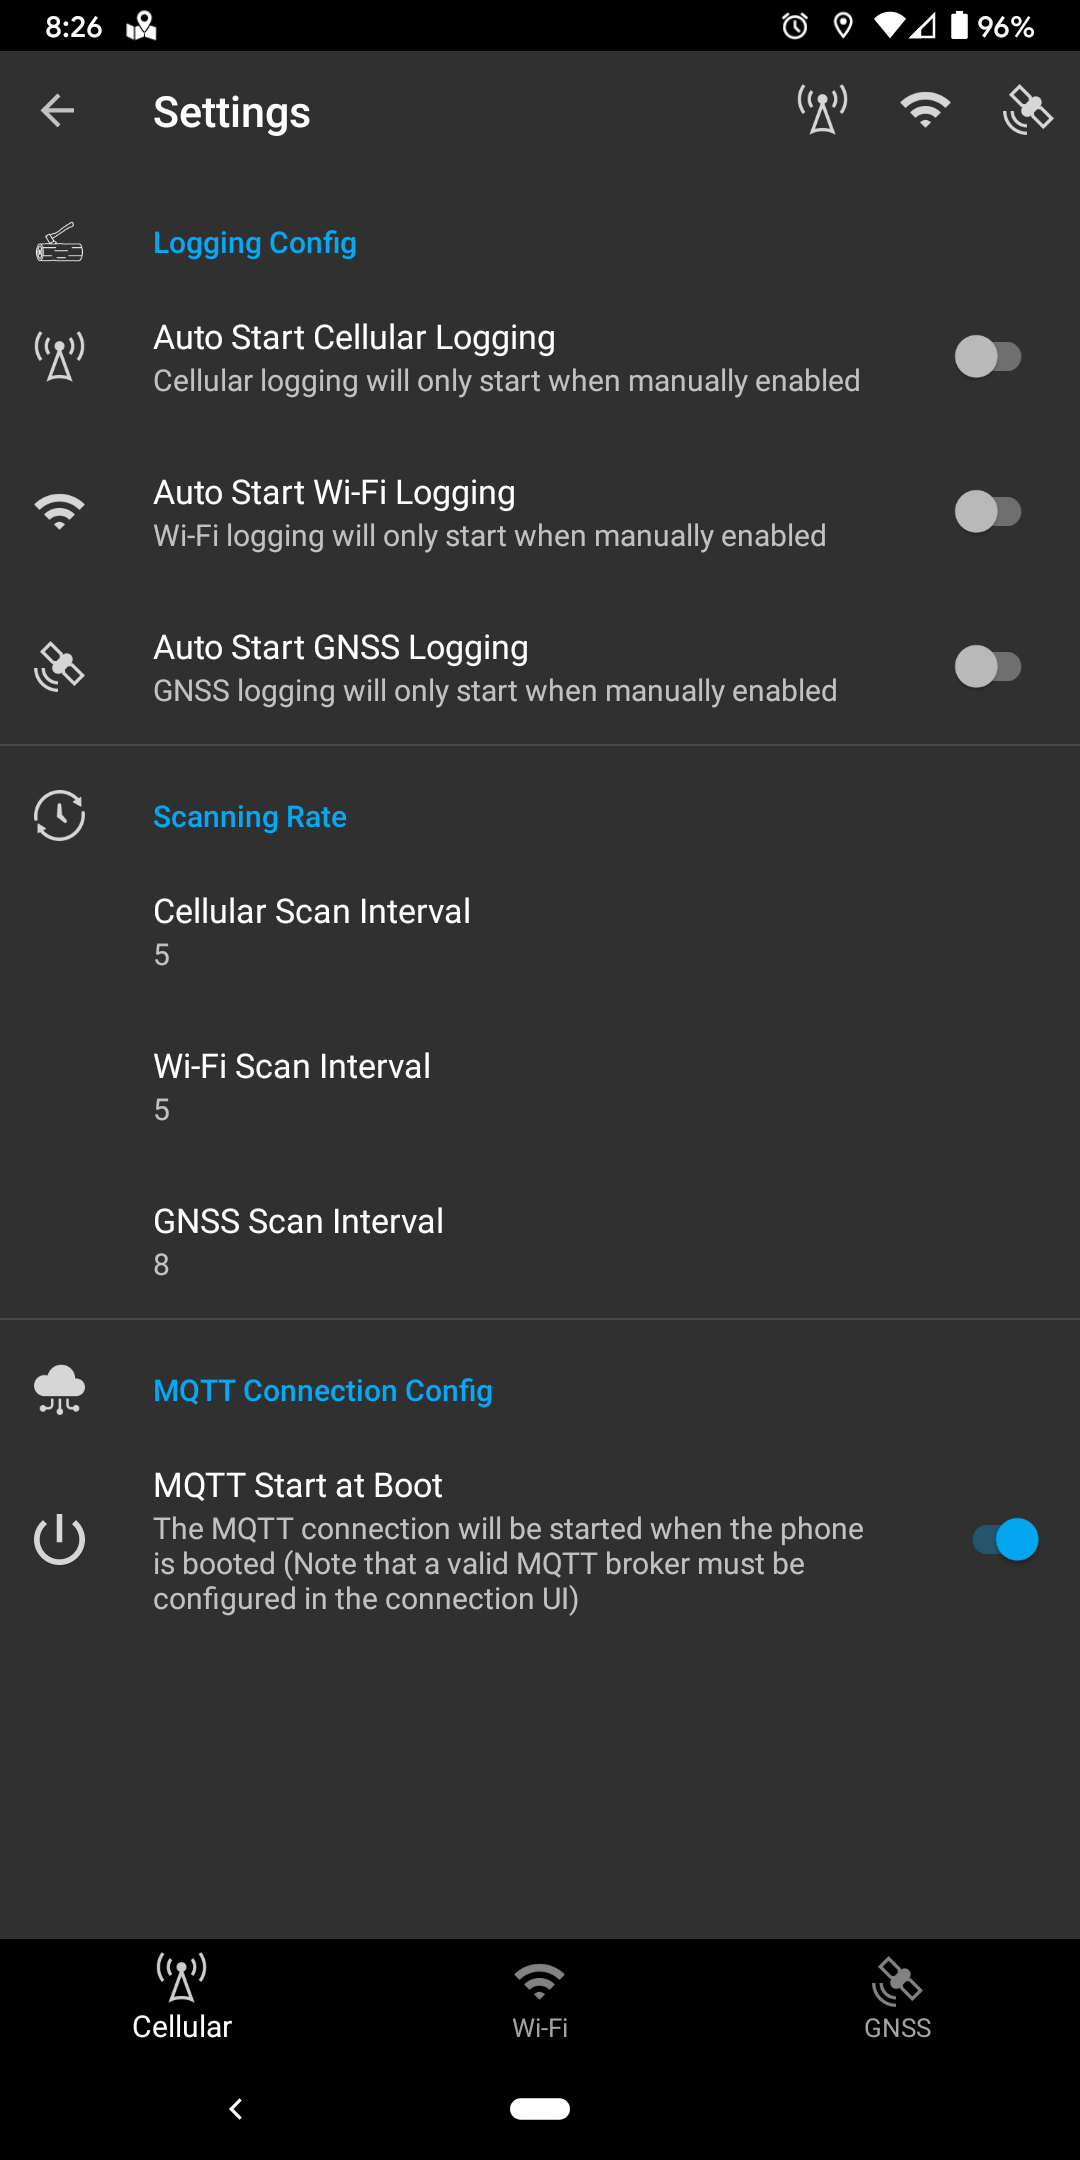 8:26
96%
Settings
Logging Config
Auto Start Cellular Logging
Cellular logging will only start when manually enabled
Auto Start Wi-Fi Logging
Wi-Fi logging will only start when manually enabled
Auto Start GNSS Logging
GNSS logging will only start when manually enabled
Scanning Rate
Cellular Scan Interval
5
Wi-Fi Scan Interval
5
GNSS Scan Interval
8
MQTT Connection Config
MQTT Start at Boot
The MQTT connection will be started when the phone
is booted (Note that a valid MQTT broker must be
configured in the connection UI)
Cellular
Wi-Fi
GNSS